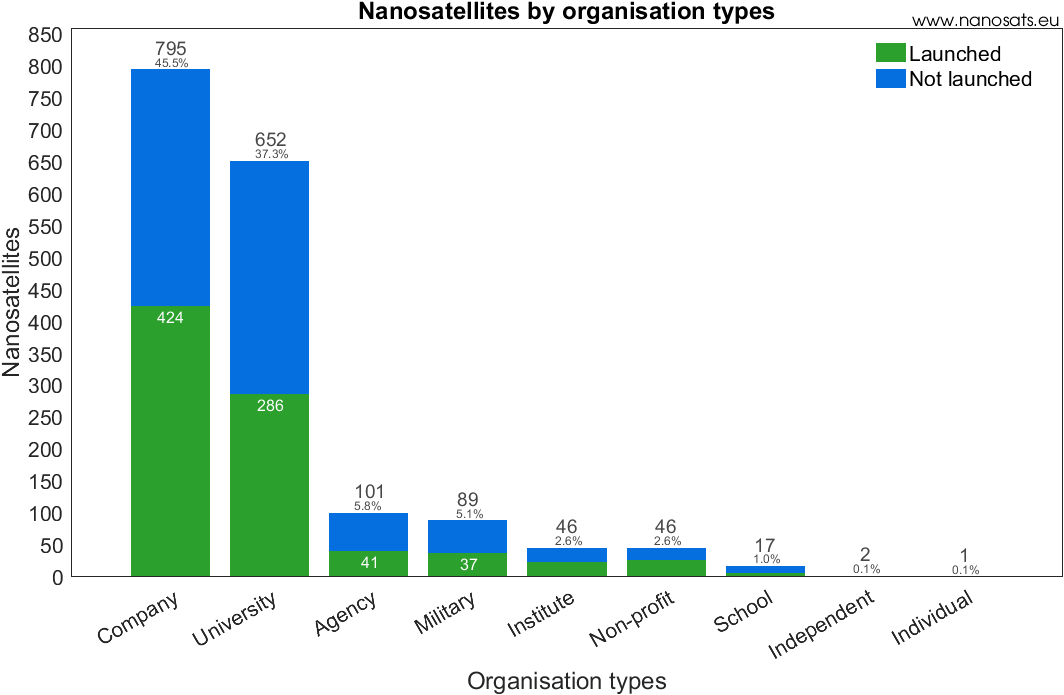 Nanosatellites by organisation types
www.nanosats.eu
Launched
Not launched
Nanosatellites
850
800
750
700
650
600
550
500
450
400
350
300
250
200
150
100
50
0
795
45.5%
424
652
37.3%
286
101
5.8%
41
89
5.1%
37
46
2.6%
46
2.6%
17
1.0%
2
0.1%
1
0.1%
Company
University
Agency
Military
Institute
Non-profit
School
Independent
Individual
Organisation types